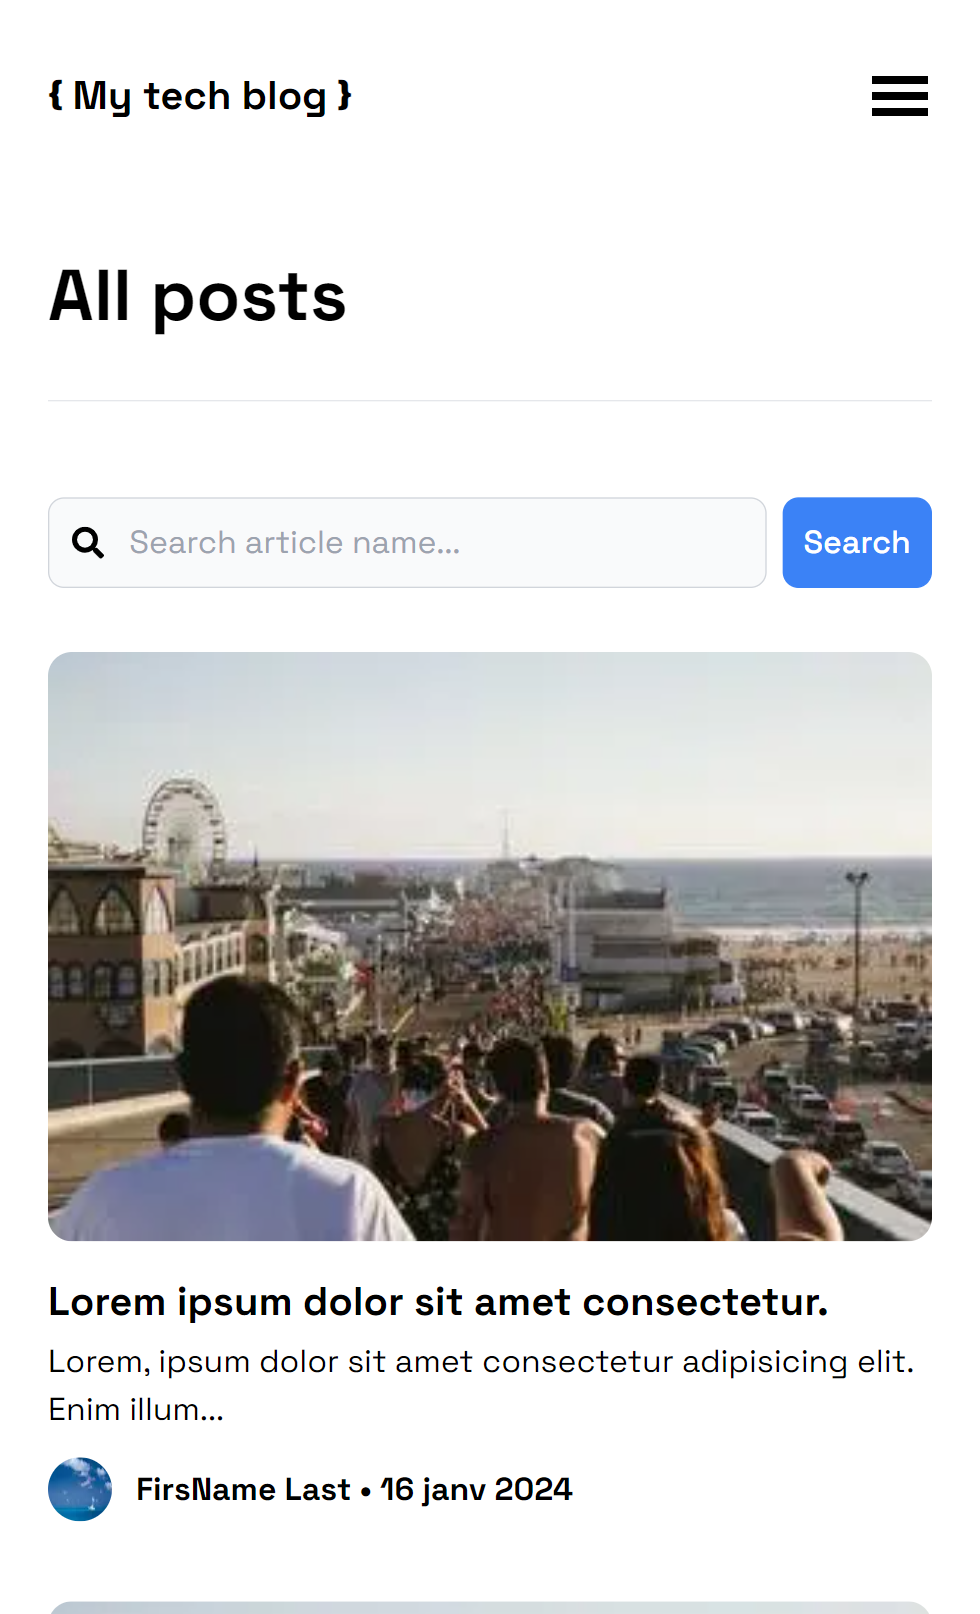 { My tech blog }
All posts
Search article name...
Search
Lorem ipsum dolor sit amet consectetur.
Lorem, ipsum dolor sit amet consectetur adipisicing elit.
Enim illum...
FirsName Last • 16 janv 2024